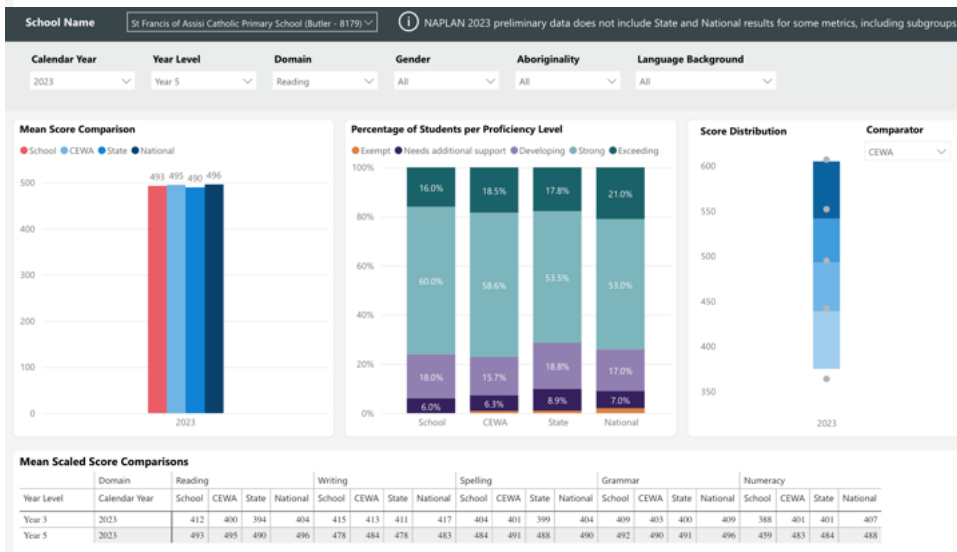 School Name St Francis of Assisi Catholic Primary School (Butler - 8179) i NAPLAN 2023 preliminary data does not include State and National results for some metrics, including subgroups
Calendar Year Year Level Domain Gender Aboriginality Language Background
2023 Year 5 Reading All All All
Mean Score Comparison
School CEWA State National
493 495 490 496
500
400
300
200
100
0
2023
Percentage of Students per Proficiency Level
Exempt Needs additional support Developing Strong Exceeding
100%
80%
60%
40%
20%
0%
16.0% 18.5% 17.8% 21.0%
60.0% 58.6% 53.5% 53.0%
18.0% 15.7% 18.8% 17.0%
6.0% 6.3% 8.9% 7.0%
School CEWA State National
Score Distribution Comparator
CEWA
600
550
500
450
400
350
2023
Mean Scaled Score Comparisons
Domain Reading Writing Spelling Grammar Numeracy
Year Level Calendar Year School CEWA State National School CEWA State National School CEWA State National School CEWA State National School CEWA State National
Year 3 2023 412 400 394 404 415 413 411 417 404 401 399 404 409 403 400 409 388 401 401 407
Year 5 2023 493 495 490 496 478 484 478 483 484 491 488 490 492 490 491 496 459 483 484 488